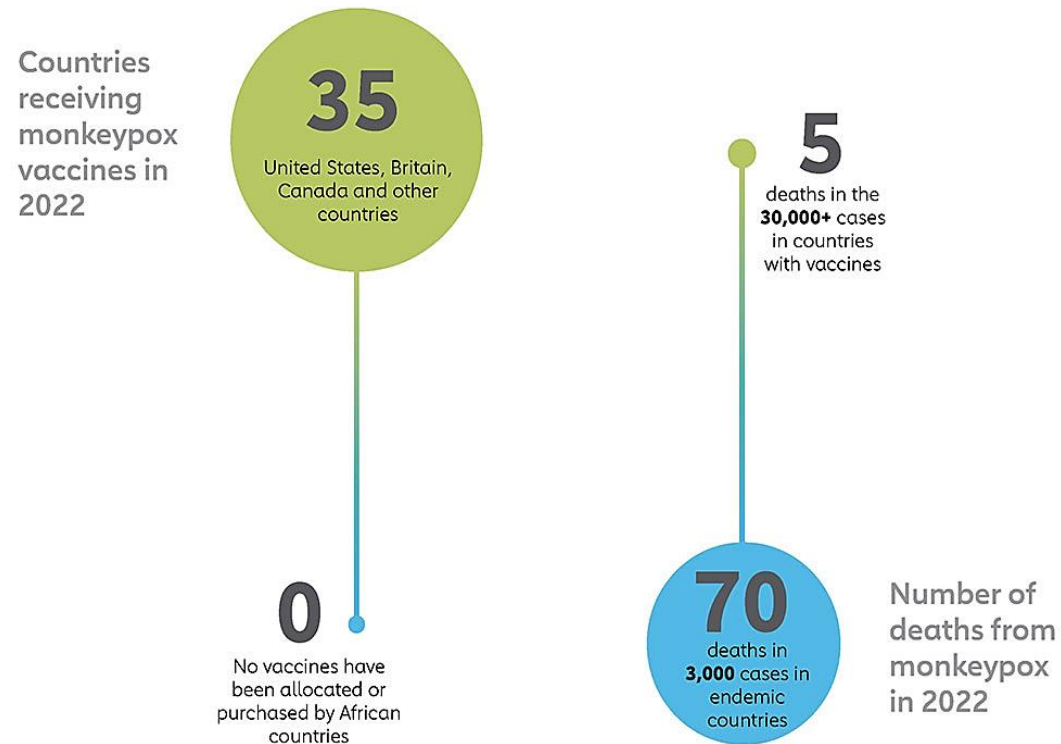 Countries
receiving
monkeypox
vaccines in
2022
35
United States, Britain,
Canada and other
countries
0
No vaccines have
been allocated or
purchased by African
countries
5
deaths in the
30,000+ cases
in countries
with vaccines
70
deaths in
3,000 cases in
endemic
countries
Number of
deaths from
monkeypox
in 2022